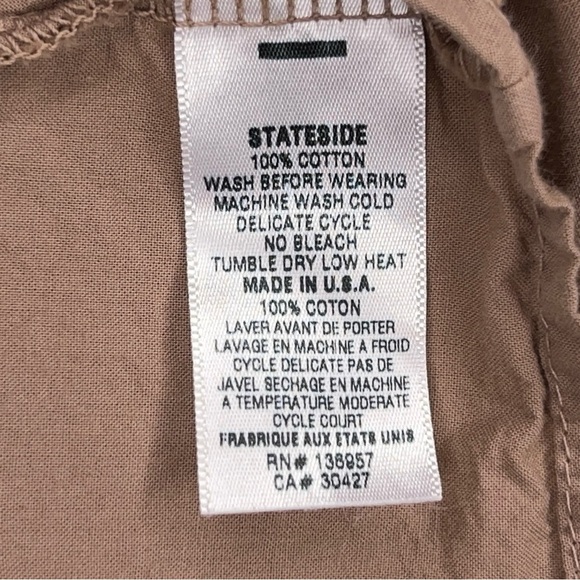 STATESIDE
100% COTTON
WASH BEFORE WEARING
MACHINE WASH COLD
DELICATE CYCLE
NO BLEACH
TUMBLE DRY LOW HEAT
MADE IN U.S.A.
100% COTON
LAVER AVANT DE PORTER
LAVAGE EN MACHINE A FROID
CYCLE DELICATE PAS DE
JAVEL SECHAGE EN MACHINE
A TEMPERATURE MODERATE
CYCLE COURT
FRABRIQUE AUX ETATS UNIS
RN# 136957
CA# 30427